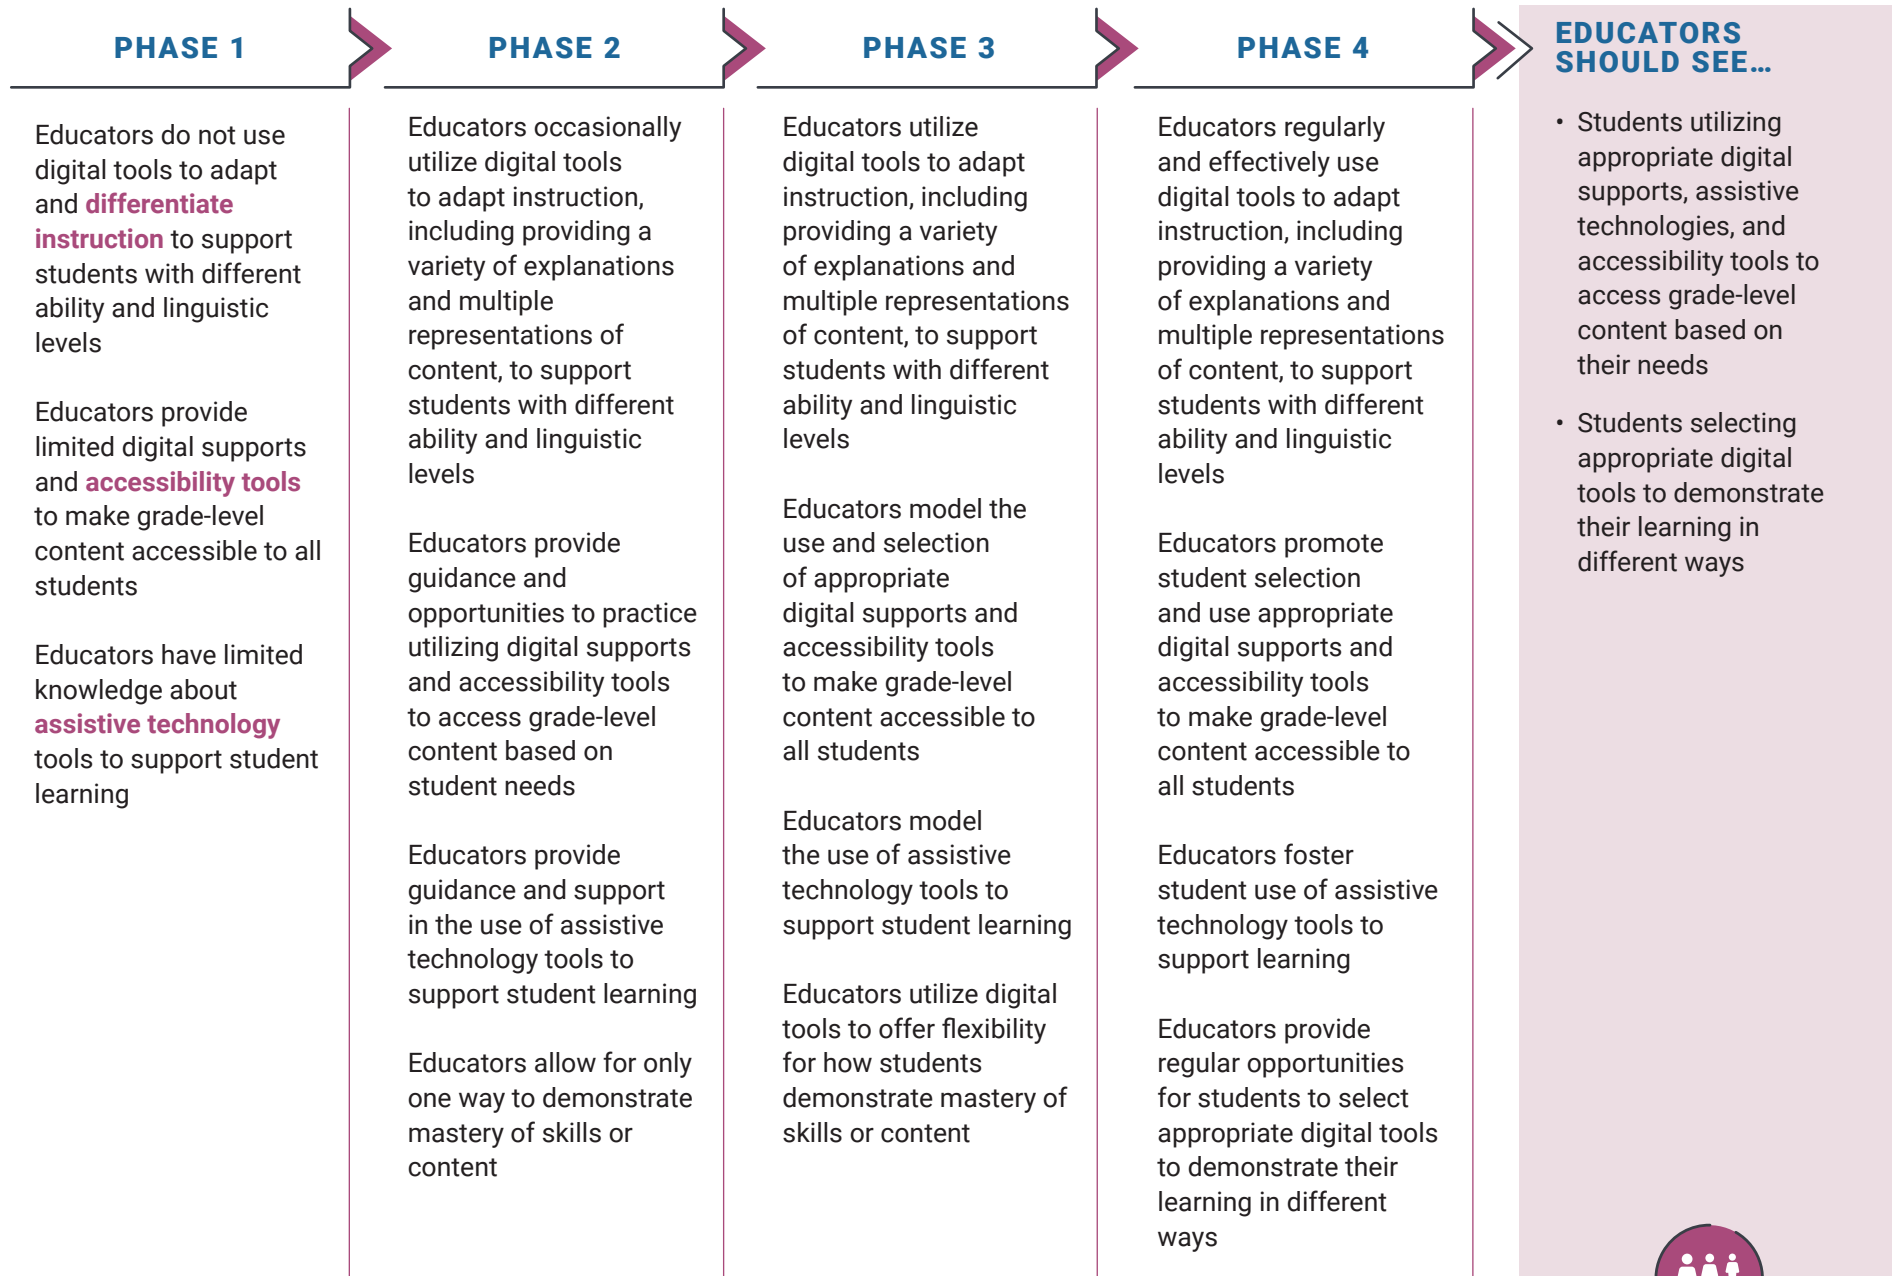 PHASE 1
Educators do not use
digital tools to adapt
and differentiate
instruction to support
students with different
ability and linguistic
levels
Educators provide
limited digital supports
and accessibility tools
to make grade-level
content accessible to all
students
Educators have limited
knowledge about
assistive technology
tools to support student
learning
PHASE 2
Educators occasionally
utilize digital tools
to adapt instruction,
including providing a
variety of explanations
and multiple
representations of
content, to support
students with different
ability and linguistic
levels
Educators provide
guidance and
opportunities to practice
utilizing digital supports
and accessibility tools
to access grade-level
content based on
student needs
Educators provide
guidance and support
in the use of assistive
technology tools to
support student learning
Educators allow for only
one way to demonstrate
mastery of skills or
content
PHASE 3
Educators utilize
digital tools to adapt
instruction, including
providing a variety
of explanations and
multiple representations
of content, to support
students with different
ability and linguistic
levels
Educators model the
use and selection
of appropriate
digital supports and
accessibility tools
to make grade-level
content accessible to
all students
Educators model
the use of assistive
technology tools to
support student learning
Educators utilize digital
tools to offer flexibility
for how students
demonstrate mastery of
skills or content
PHASE 4
Educators regularly
and effectively use
digital tools to adapt
instruction, including
providing a variety
of explanations and
multiple representations
of content, to support
students with different
ability and linguistic
levels
Educators promote
student selection
and use appropriate
digital supports and
accessibility tools
to make grade-level
content accessible to
all students
Educators foster
student use of assistive
technology tools to
support learning
Educators provide
regular opportunities
for students to select
appropriate digital tools
to demonstrate their
learning in different
ways
EDUCATORS
SHOULD SEE…
• Students utilizing
appropriate digital
supports, assistive
technologies, and
accessibility tools to
access grade-level
content based on
their needs
• Students selecting
appropriate digital
tools to demonstrate
their learning in
different ways